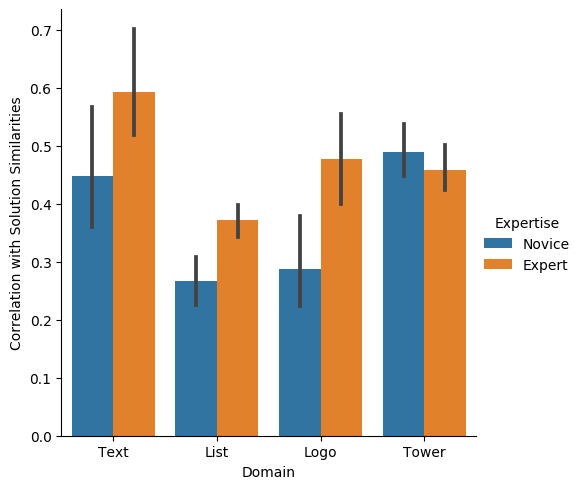 0.7
0.6
0.5
0.4
0.3
0.2
0.1
0.0
Correlation with Solution Similarities
Text List Logo Tower
Domain
Expertise
Novice
Expert